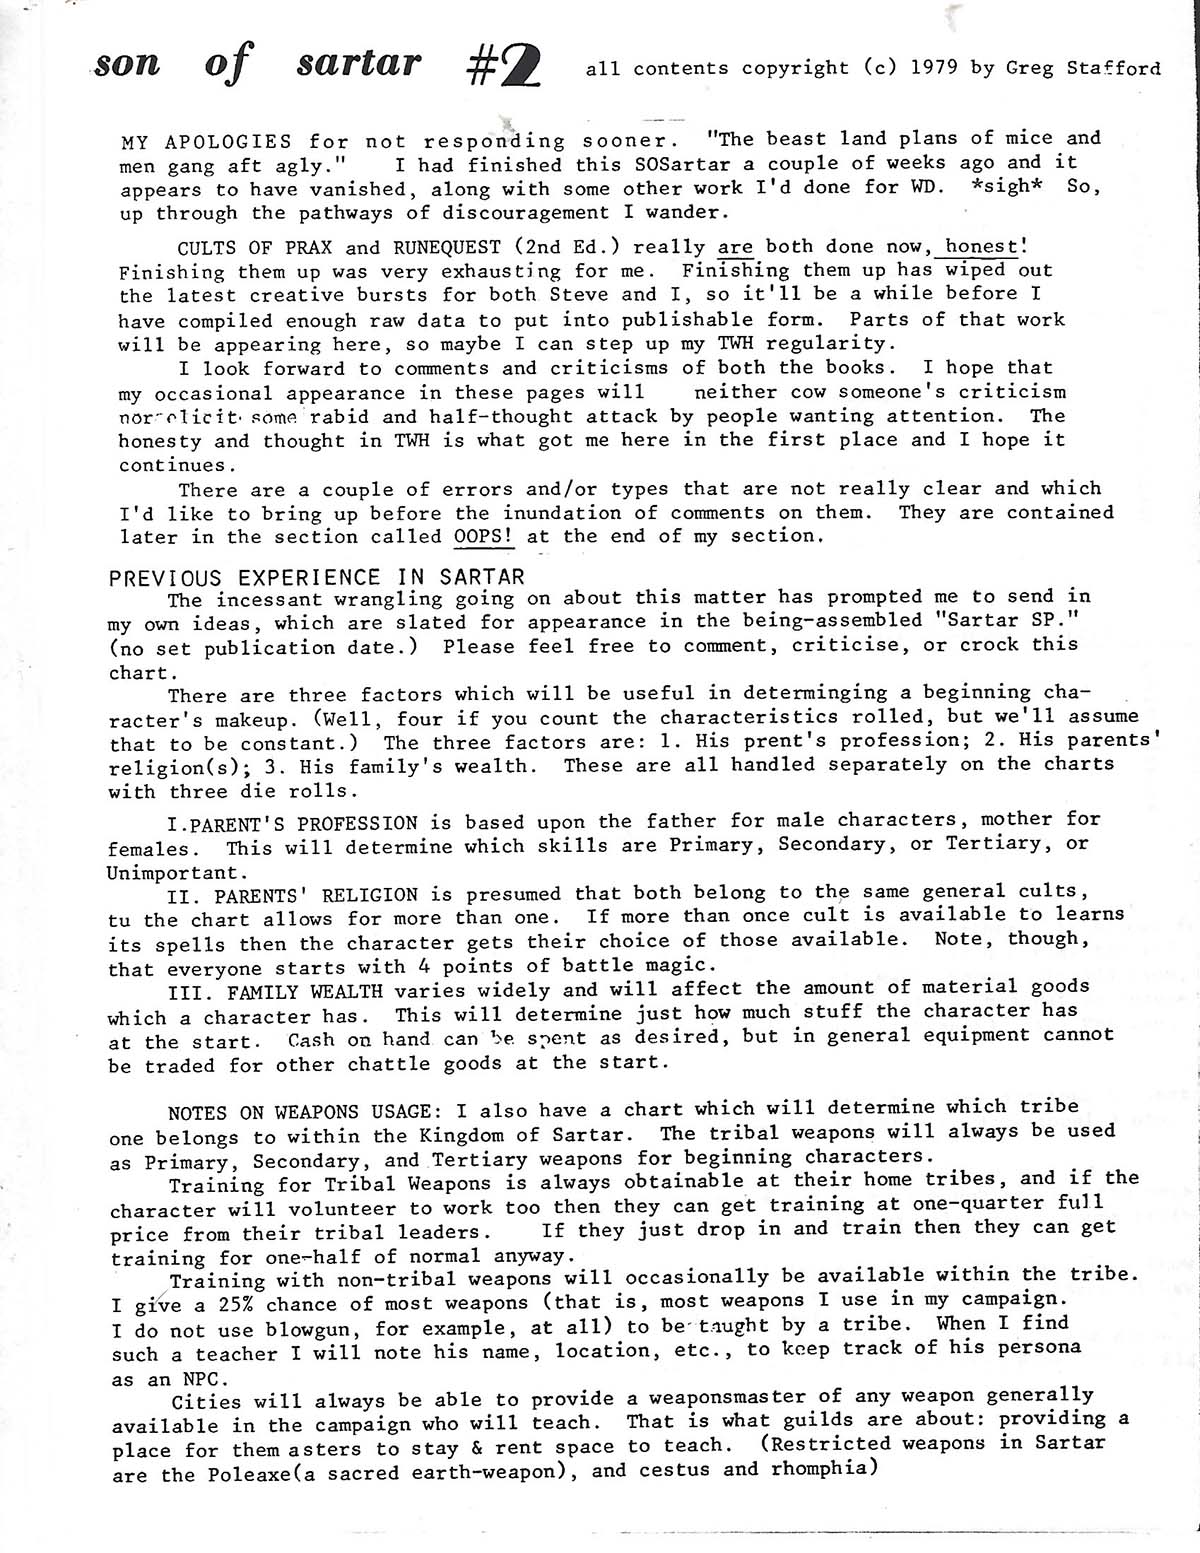 son of sartar #2 all contents copyright (c) 1979 by Greg Stafford
MY APOLOGIES for not responding sooner. "The beast land plans of mice and
men gang aft agly." I had finished this SOSartar a couple of weeks ago and it
appears to have vanished, along with some other work I'd done for WD. *sigh* So,
up through the pathways of discouragement I wander.
CULTS OF PRAX and RUNEQUEST (2nd Ed.) really are both done now, honest!
Finishing them up was very exhausting for me. Finishing them up has wiped out
the latest creative bursts for both Steve and I, so it'll be a while before I
have compiled enough raw data to put into publishable form. Parts of that work
will be appearing here, so maybe I can step up my TWH regularity.
I look forward to comments and criticisms of both the books. I hope that
my occasional appearance in these pages will neither cow someone's criticism
nor elicit some rabid and half-thought attack by people wanting attention. The
honesty and thought in TWH is what got me here in the first place and I hope it
continues.
There are a couple of errors and/or types that are not really clear and which
I'd like to bring up before the inundation of comments on them. They are contained
later in the section called OOPS! at the end of my section.
PREVIOUS EXPERIENCE IN SARTAR
The incessant wrangling going on about this matter has prompted me to send in
my own ideas, which are slated for appearance in the being-assembled "Sartar SP."
(no set publication date.) Please feel free to comment, criticise, or crock this
chart.
There are three factors which will be useful in determinging a beginning cha-
racter's makeup. (Well, four if you count the characteristics rolled, but we'll assume
that to be constant.) The three factors are: 1. His prent's profession; 2. His parents'
religion(s); 3. His family's wealth. These are all handled separately on the charts
with three die rolls.
I.PARENT'S PROFESSION is based upon the father for male characters, mother for
females. This will determine which skills are Primary, Secondary, or Tertiary, or
Unimportant.
II. PARENTS' RELIGION is presumed that both belong to the same general cults,
tu the chart allows for more than one. If more than once cult is available to learns
its spells then the character gets their choice of those available. Note, though,
that everyone starts with 4 points of battle magic.
III. FAMILY WEALTH varies widely and will affect the amount of material goods
which a character has. This will determine just how much stuff the character has
at the start. Cash on hand can be spent as desired, but in general equipment cannot
be traded for other chattle goods at the start.
NOTES ON WEAPONS USAGE: I also have a chart which will determine which tribe
one belongs to within the Kingdom of Sartar. The tribal weapons will always be used
as Primary, Secondary, and Tertiary weapons for beginning characters.
Training for Tribal Weapons is always obtainable at their home tribes, and if the
character will volunteer to work too then they can get training at one-quarter full
price from their tribal leaders. If they just drop in and train then they can get
training for one-half of normal anyway.
Training with non-tribal weapons will occasionally be available within the tribe.
I give a 25% chance of most weapons (that is, most weapons I use in my campaign.
I do not use blowgun, for example, at all) to be taught by a tribe. When I find
such a teacher I will note his name, location, etc., to keep track of his persona
as an NPC.
Cities will always be able to provide a weaponsmaster of any weapon generally
available in the campaign who will teach. That is what guilds are about: providing a
place for them asters to stay & rent space to teach. (Restricted weapons in Sartar
are the Poleaxe(a sacred earth-weapon), and cestus and rhomphia)